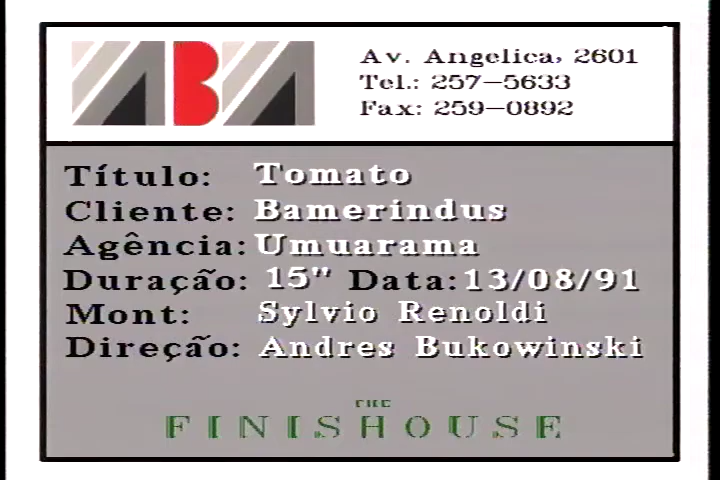 ABA
Av. Angelica, 2601
Tel.: 257-5633
Fax: 259-0892
Título: Tomato
Cliente: Bamerindus
Agência: Umuarama
Duração: 15" Data: 13/08/91
Mont: Sylvio Renoldi
Direção: Andres Bukowinski
THE
FINISHOUSE